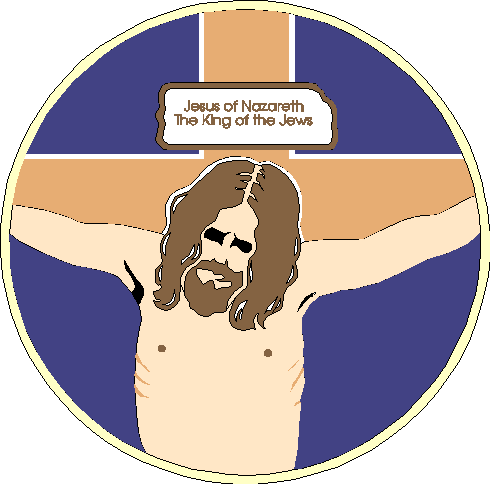 Jesus of Nazareth
The King of the Jews